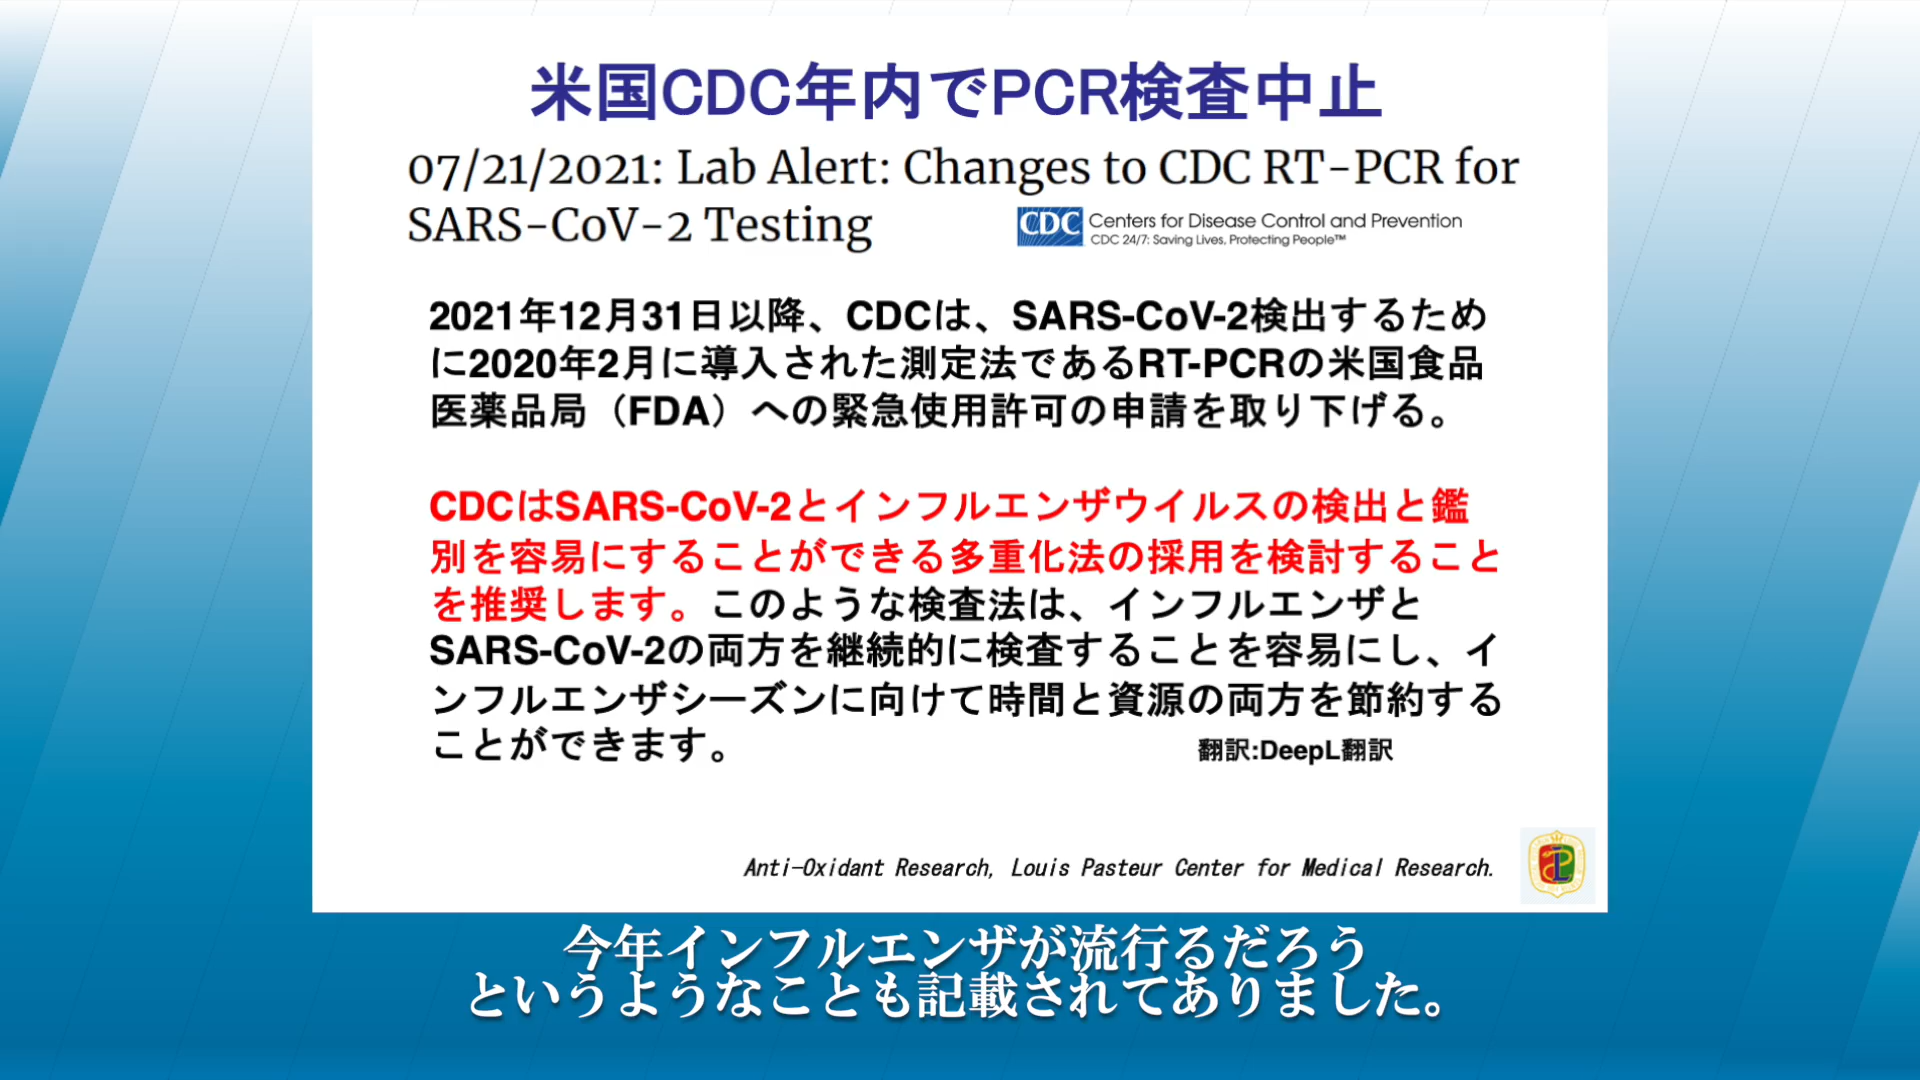 米国CDC年内でPCR検査中止
07/21/2021: Lab Alert: Changes to CDC RT-PCR for
SARS-CoV-2 Testing
CDC Centers for Disease Control and Prevention
CDC 24/7: Saving Lives. Protecting People™
2021年12月31日以降、CDCは、SARS-CoV-2検出するため
に2020年2月に導入された測定法であるRT-PCRの米国食品
医薬品局（FDA）への緊急使用許可の申請を取り下げる。
CDCはSARS-CoV-2とインフルエンザウイルスの検出と鑑
別を容易にすることができる多重化法の採用を検討すること
を推奨します。このような検査法は、インフルエンザと
SARS-CoV-2の両方を継続的に検査することを容易にし、イ
ンフルエンザシーズンに向けて時間と資源の両方を節約する
ことができます。
翻訳:DeepL翻訳
Anti-Oxidant Research, Louis Pasteur Center for Medical Research.
今年インフルエンザが流行るだろう
というようなことも記載されてありました。